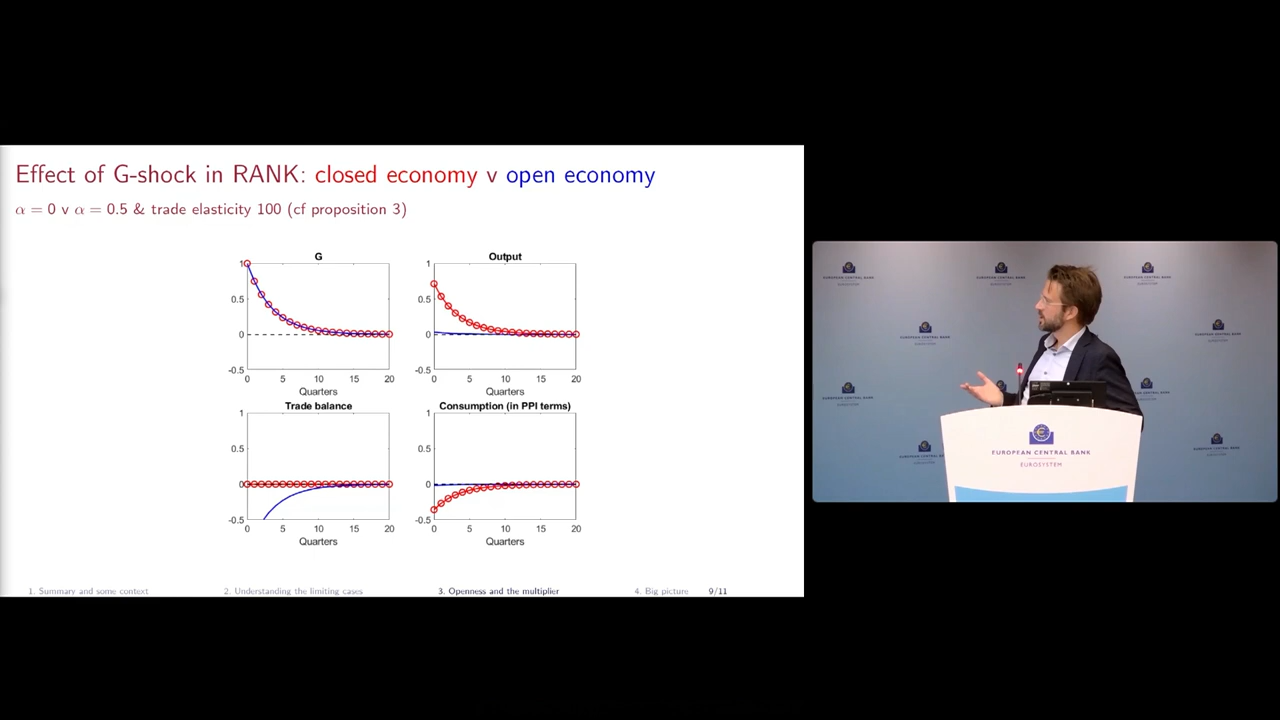 Effect of G-shock in RANK: closed economy v open economy
α = 0 v α = 0.5 & trade elasticity 100 (cf proposition 3)
G
1
0.5
0
-0.5
0 5 10 15 20
Quarters
Output
1
0.5
0
-0.5
0 5 10 15 20
Quarters
Trade balance
1
0.5
0
-0.5
0 5 10 15 20
Quarters
Consumption (in PPI terms)
1
0.5
0
-0.5
0 5 10 15 20
Quarters
1. Summary and some context 2. Understanding the limiting cases 3. Openness and the multiplier 4. Big picture 9/11
EUROPEAN CENTRAL BANK
EUROSYSTEM